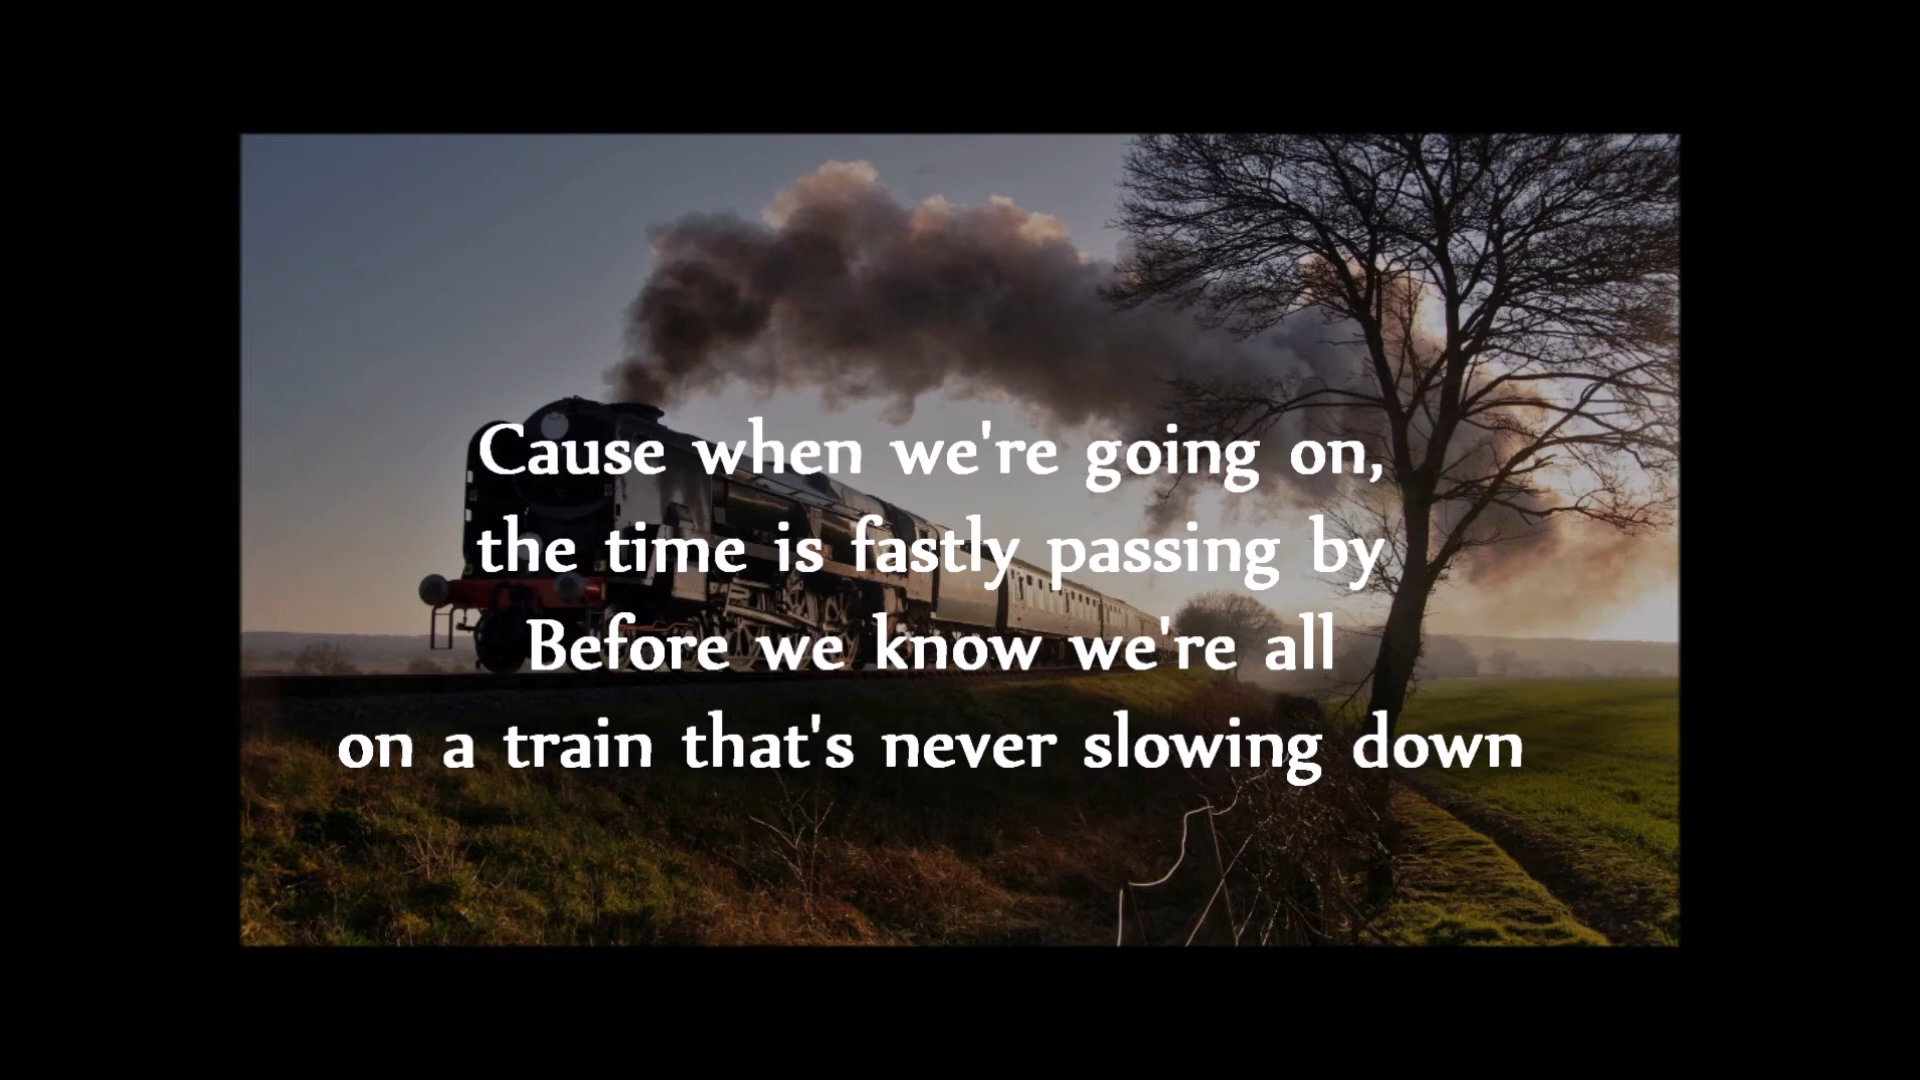 Cause when we're going on,
the time is fastly passing by
Before we know we're all
on a train that's never slowing down